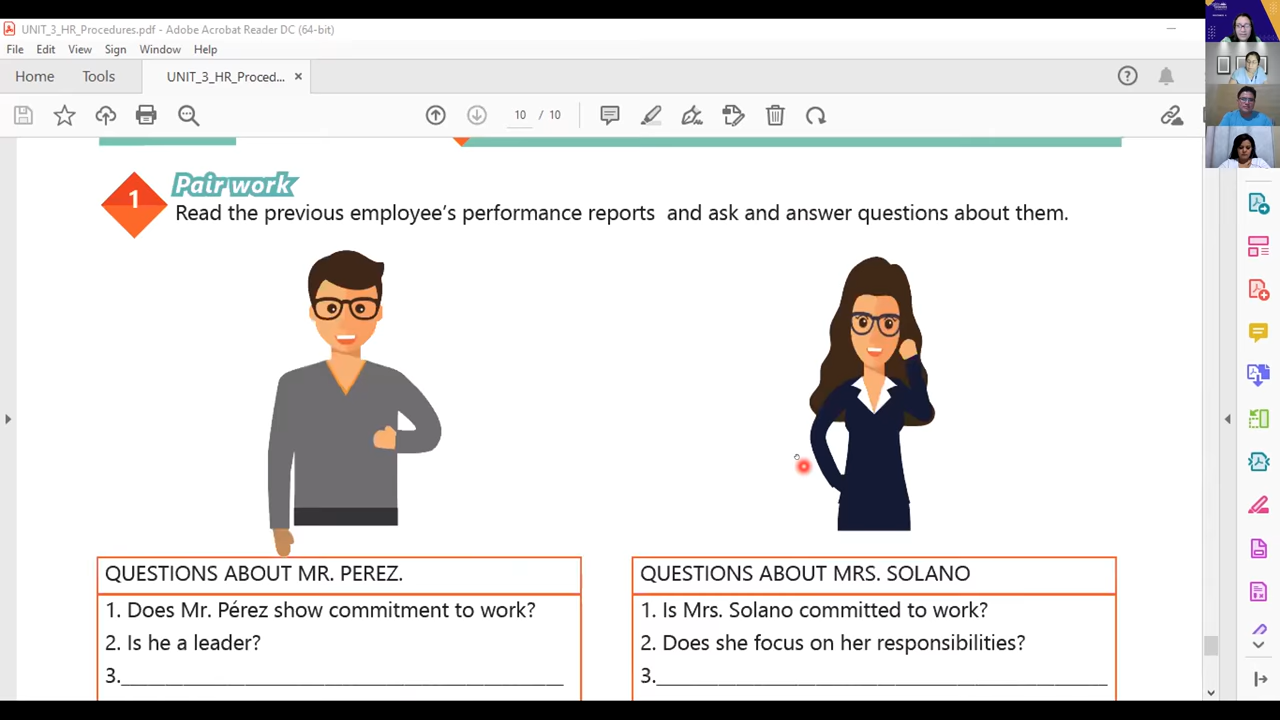 UNIT_3_HR_Procedures.pdf - Adobe Acrobat Reader DC (64-bit)
File Edit View Sign Window Help
Home Tools UNIT_3_HR_Proced... ×
10 / 10
1
Pair work
Read the previous employee's performance reports and ask and answer questions about them.
QUESTIONS ABOUT MR. PEREZ.
1. Does Mr. Pérez show commitment to work?
2. Is he a leader?
3.
QUESTIONS ABOUT MRS. SOLANO
1. Is Mrs. Solano committed to work?
2. Does she focus on her responsibilities?
3.